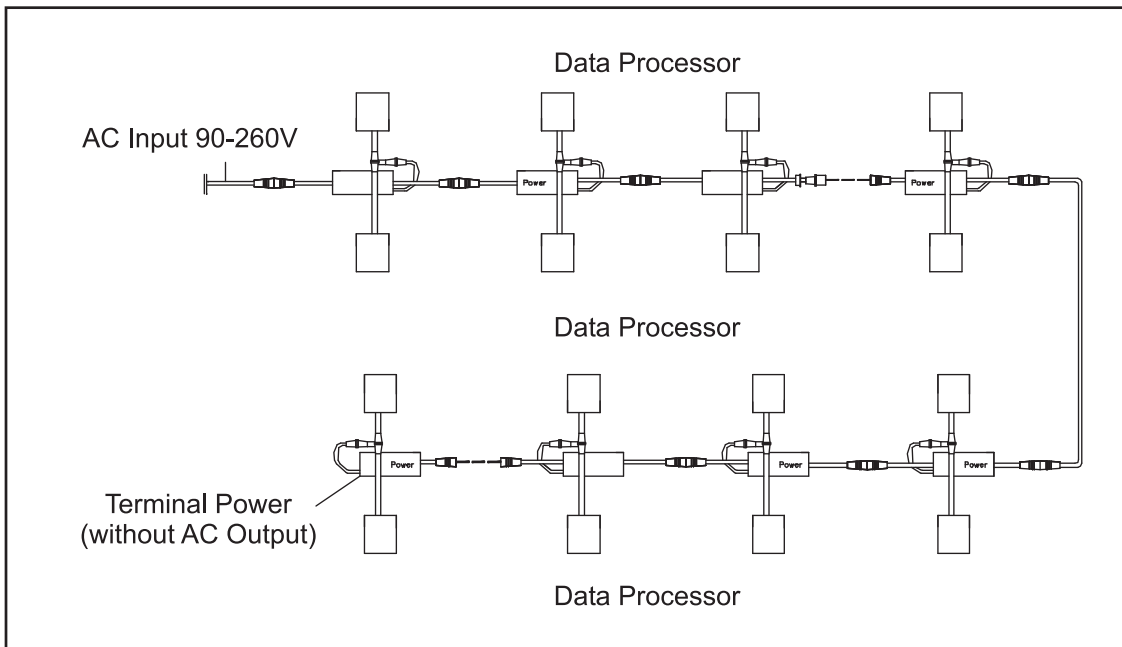 Data Processor
AC Input 90-260V
Power
Power
Data Processor
Power
Power
Power
Terminal Power
(without AC Output)
Data Processor